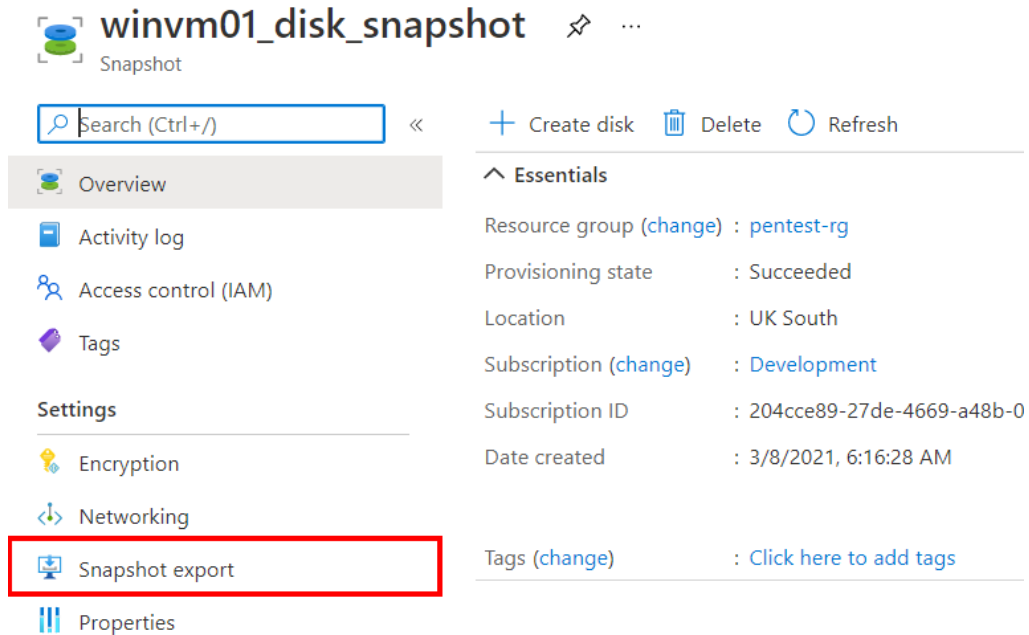 winvm01_disk_snapshot ...
Snapshot
Search (Ctrl+/)
«
Create disk
Delete
Refresh
Overview
Activity log
Access control (IAM)
Tags
Settings
Encryption
Networking
Snapshot export
Properties
Essentials
Resource group (change) : pentest-rg
Provisioning state : Succeeded
Location : UK South
Subscription (change) : Development
Subscription ID : 204cce89-27de-4669-a48b-0
Date created : 3/8/2021, 6:16:28 AM
Tags (change) : Click here to add tags